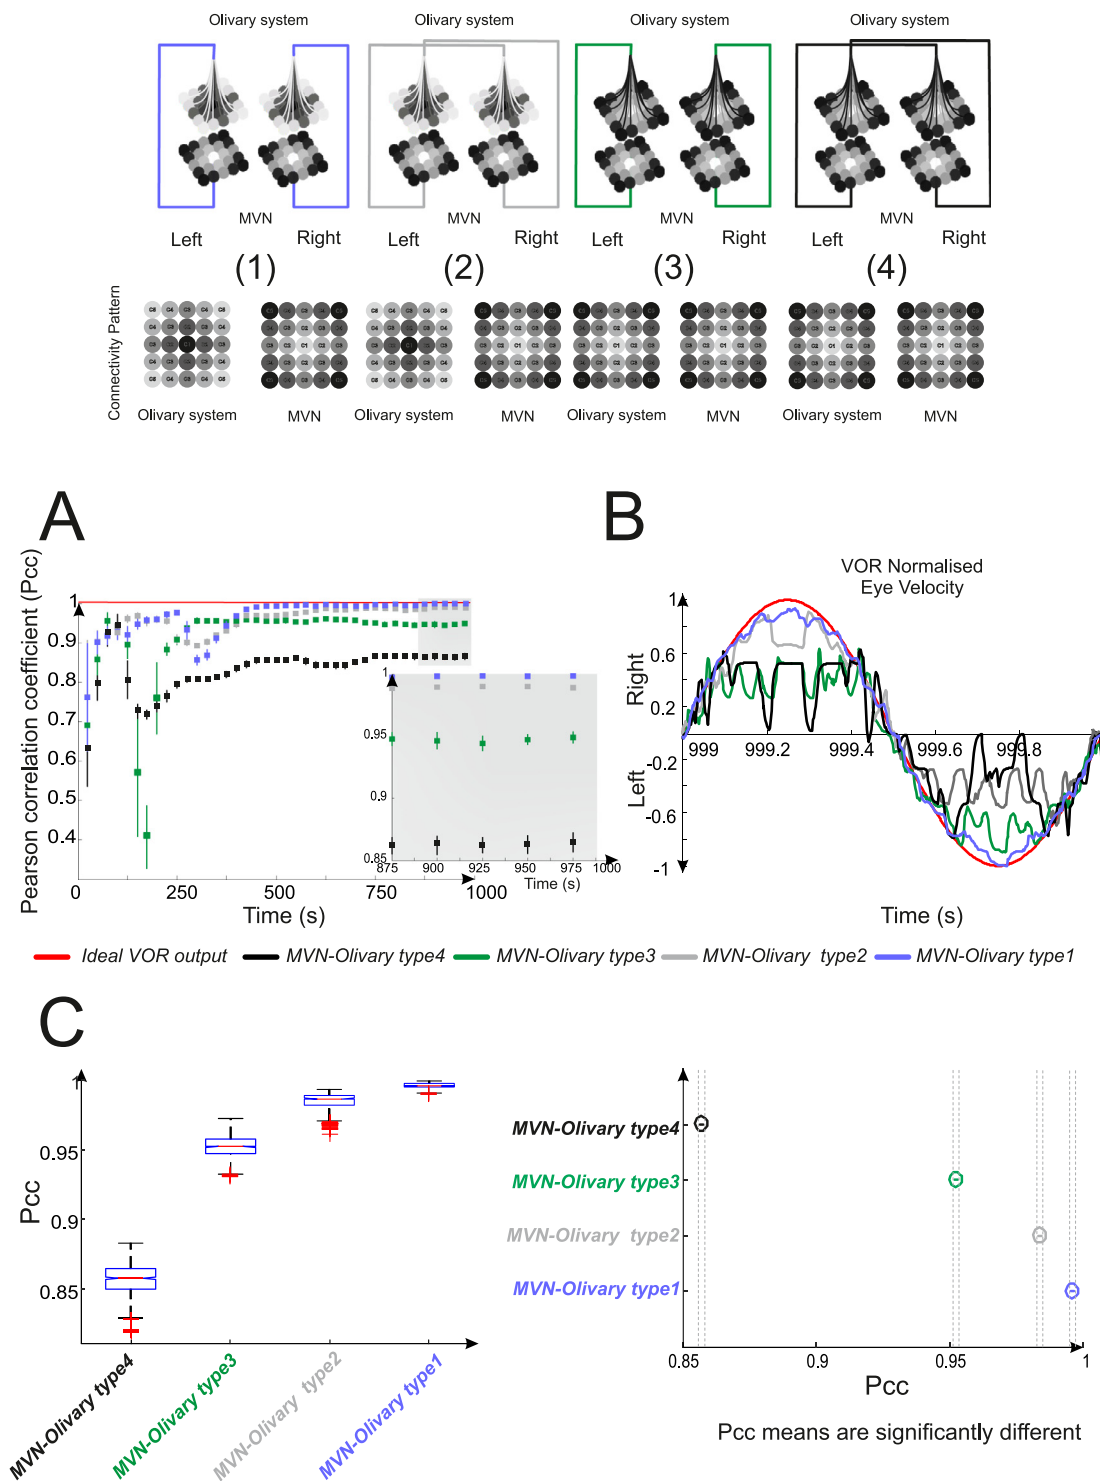 Olivary system Olivary system Olivary system Olivary system
MVN MVN MVN MVN
Left Right Left Right Left Right Left Right
(1) (2) (3) (4)
Connectivity Pattern
Olivary system MVN Olivary system MVN Olivary system MVN Olivary system MVN
A
Pearson correlation coefficient (Pcc)
1
0.9
0.8
0.7
0.6
0.5
0.4
0 250 500 750 1000
Time (s)
1
0.95
0.9
0.85
875 900 925 950 975 1000
Time (s)
B
VOR Normalised
Eye Velocity
Right
Left
1
0.6
0.2
-0.2
-0.6
-1
999 999.2 999.4 999.6 999.8
Time (s)
Ideal VOR output MVN-Olivary type4 MVN-Olivary type3 MVN-Olivary type2 MVN-Olivary type1
C
Pcc
1
0.95
0.9
0.85
MVN-Olivary type4
MVN-Olivary type3
MVN-Olivary type2
MVN-Olivary type1
MVN-Olivary type4
MVN-Olivary type3
MVN-Olivary type2
MVN-Olivary type1
0.85 0.9 0.95 1
Pcc
Pcc means are significantly different